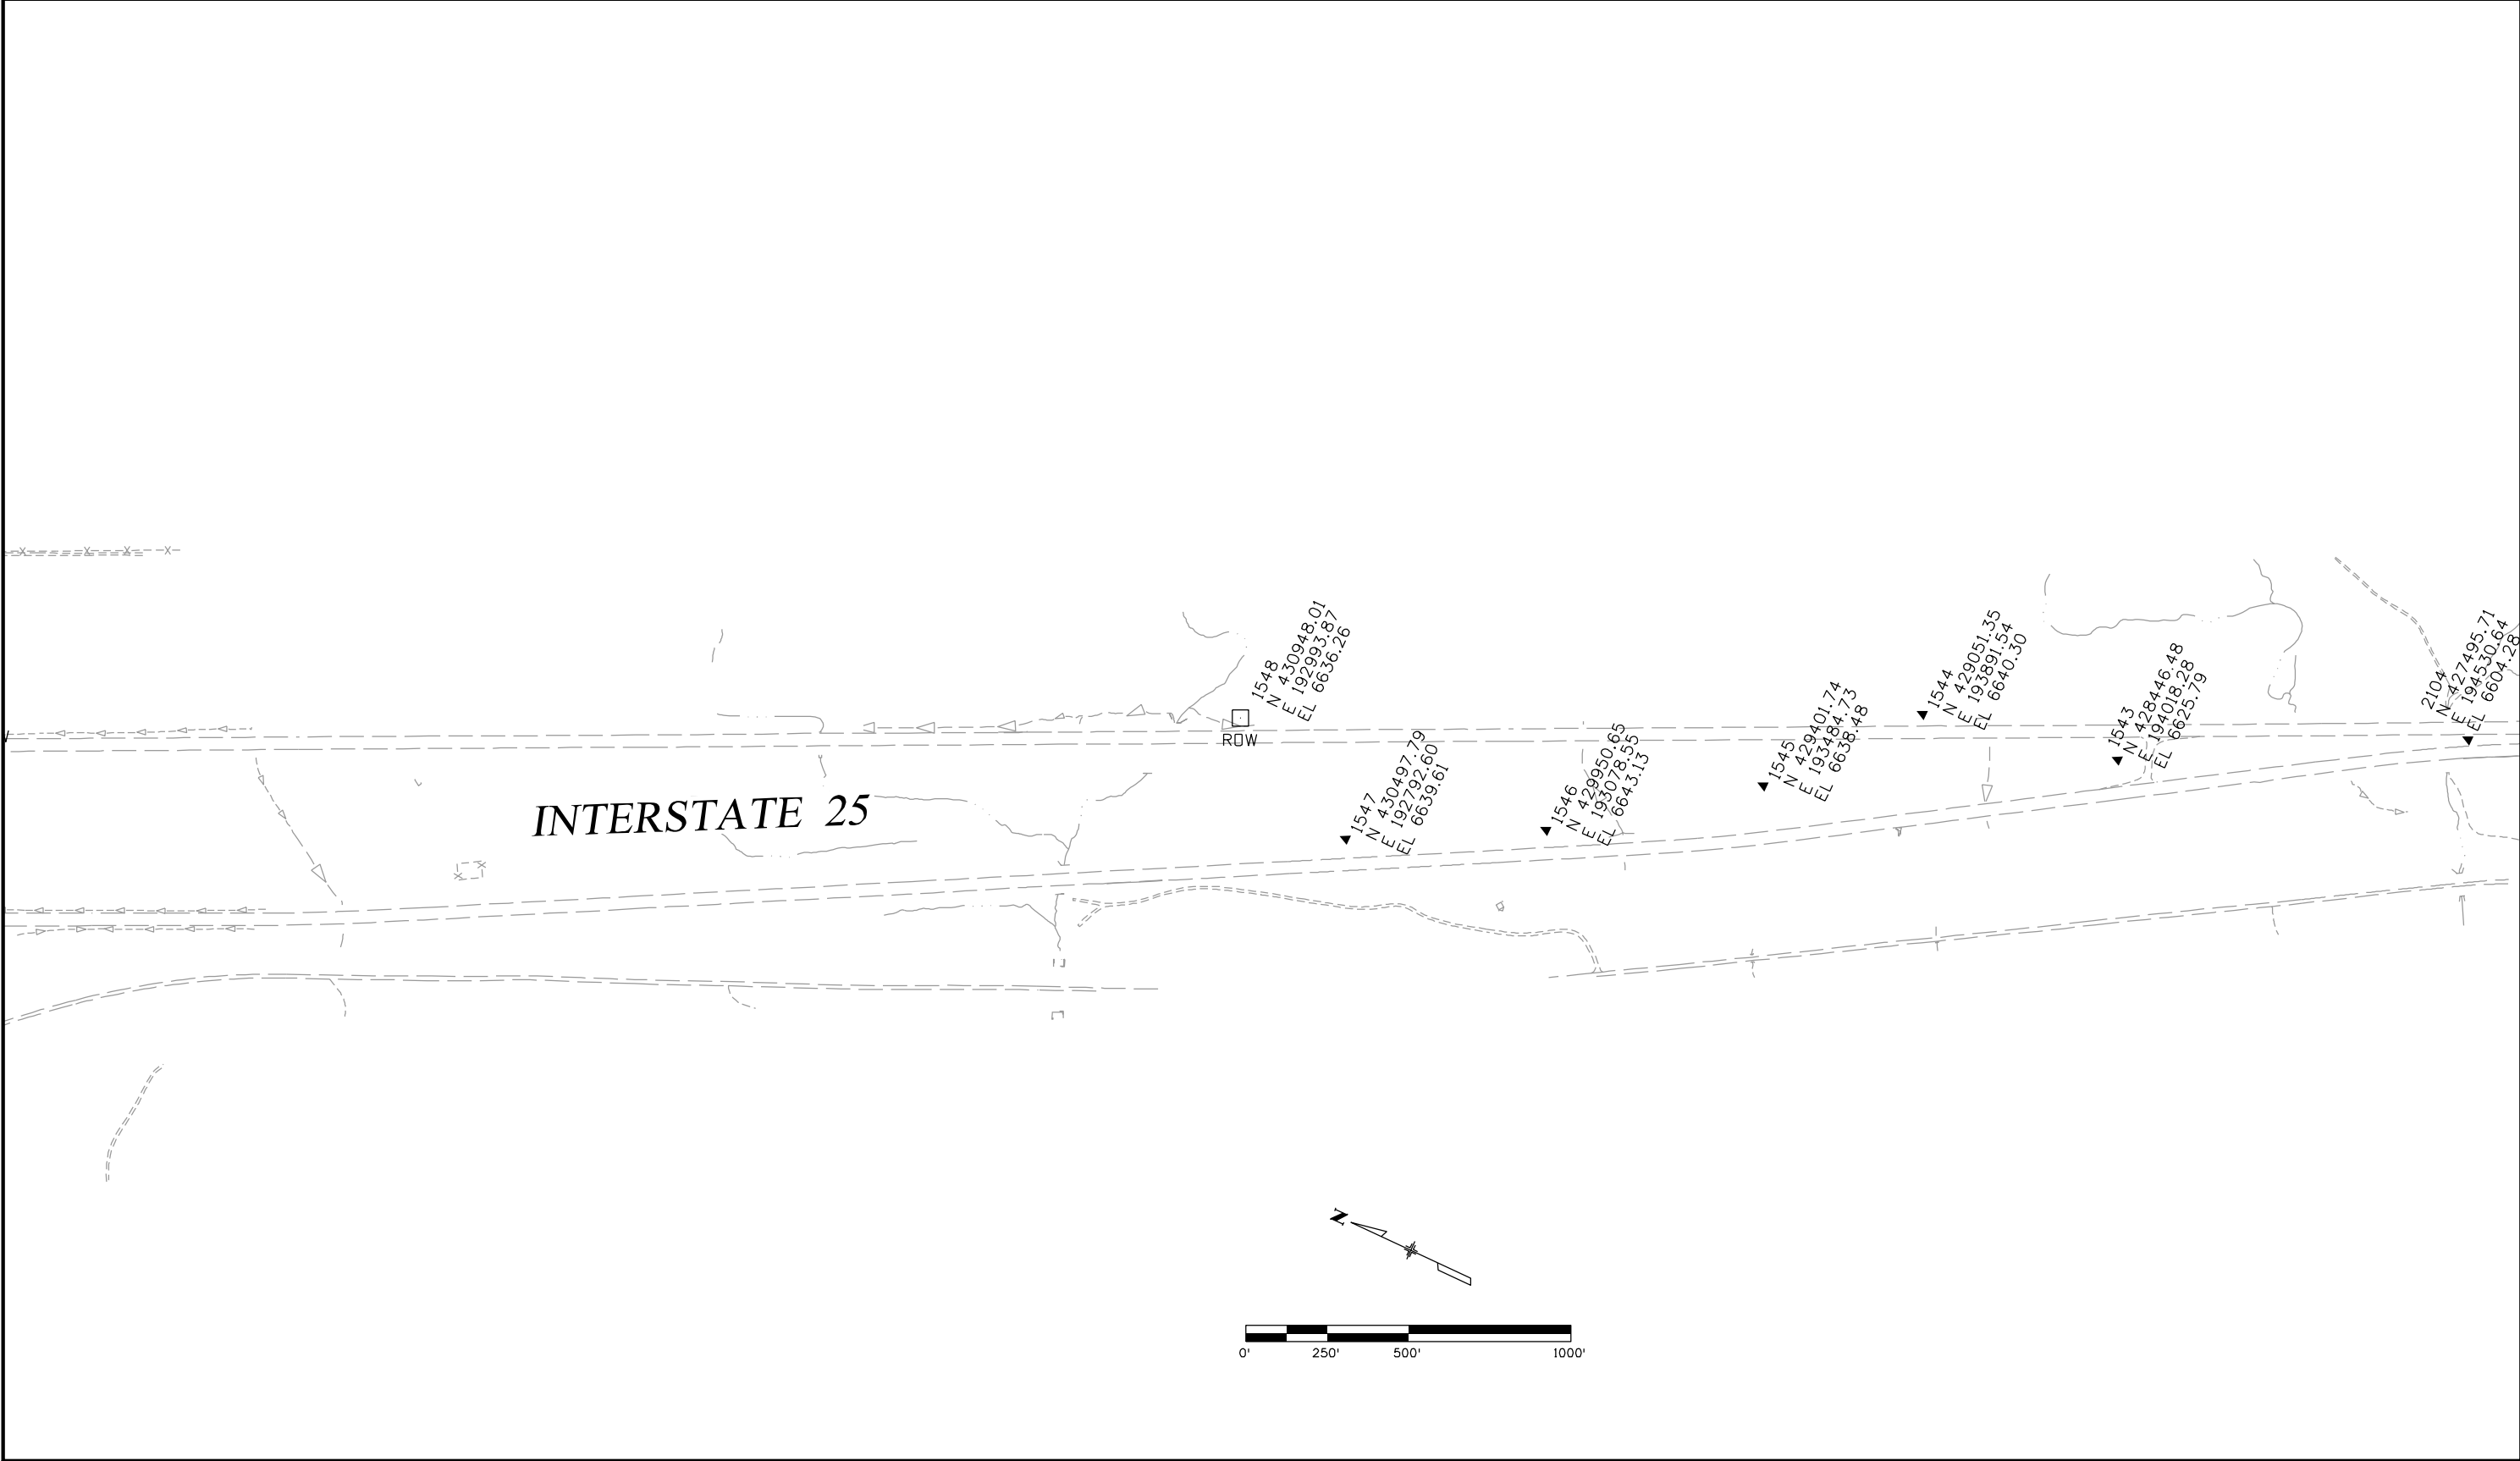 1548
N 430948.01
E 192993.87
EL 6636.26
ROW
1547
N 430497.79
E 192792.60
EL 6639.61
1546
N 429950.65
E 193078.55
EL 6643.13
1545
N 429401.74
E 193484.73
EL 6638.48
1544
N 429051.35
E 193891.54
EL 6640.30
1543
N 428446.48
E 194018.28
EL 6625.79
2104
N 427495.71
E 194530.64
EL 6604.28
INTERSTATE 25
N
0' 250' 500' 1000'